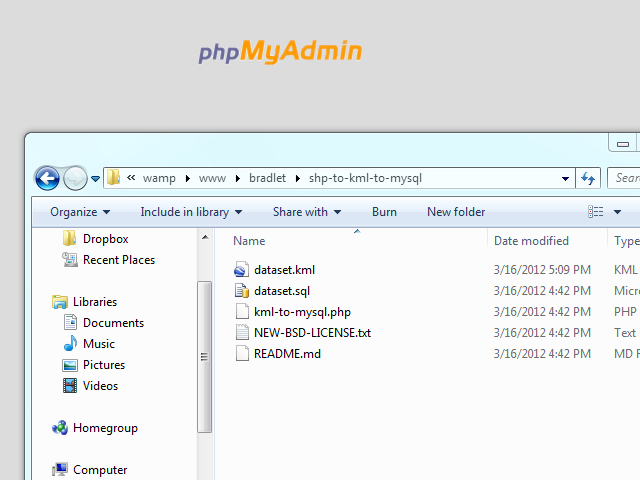 phpMyAdmin
« wamp www bradlet shp-to-kml-to-mysql Sear
Organize Include in library Share with Burn New folder
Name Date modified Type
Dropbox
Recent Places
Libraries
Documents
Music
Pictures
Videos
Homegroup
Computer
dataset.kml 3/16/2012 5:09 PM KML
dataset.sql 3/16/2012 4:42 PM Micro
kml-to-mysql.php 3/16/2012 4:42 PM PHP
NEW-BSD-LICENSE.txt 3/16/2012 4:42 PM Text
README.md 3/16/2012 4:42 PM MD F